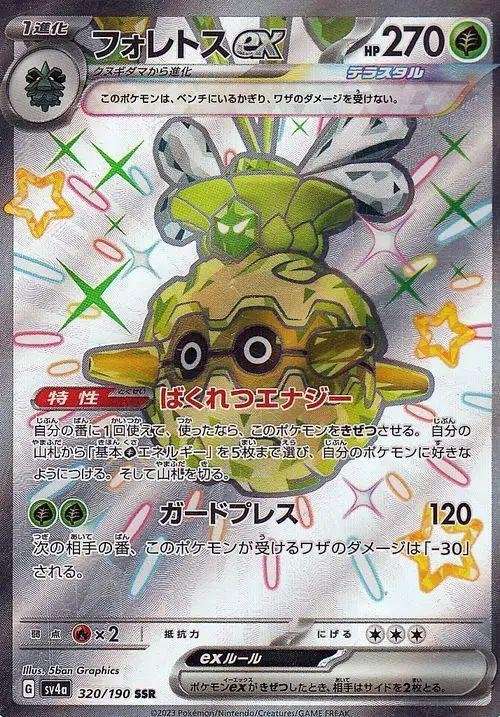 1進化
フォレトスex
HP270
クヌギダマから進化
テラスタル
このポケモンは、ベンチにいるかぎり、ワザのダメージを受けない。
特性 ばくれつエナジー
自分の番に1回使えて、使ったなら、このポケモンをきぜつさせる。自分の
山札から「基本エネルギー」を5枚まで選び、自分のポケモンに好きな
ようにつける。そして山札を切る。
ガードプレス 120
次の相手の番、このポケモンが受けるワザのダメージは「-30」
される。
弱点 ×2 抵抗力 にげる
Illus. 5ban Graphics
exルール
ポケモンexがきぜつしたとき、相手はサイドを2枚とる。
G sv4a 320/190 SSR
©2023 Pokémon/Nintendo/Creatures/GAME FREAK